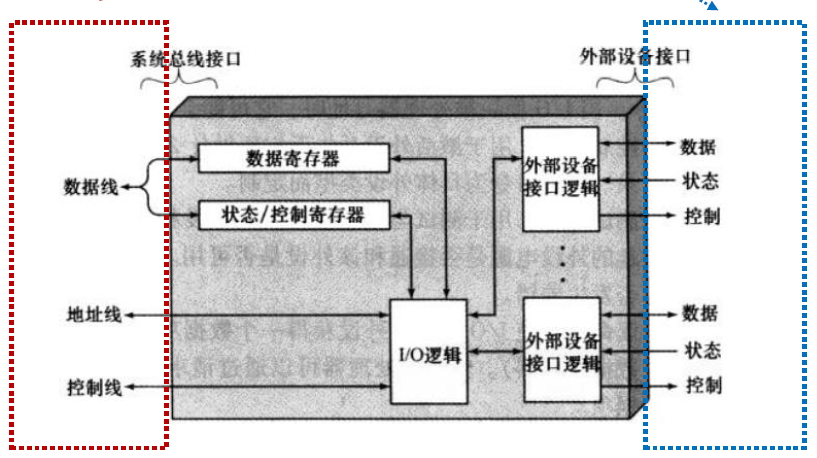 系统总线接口
外部设备接口
数据寄存器
状态/控制寄存器
数据线
地址线
控制线
I/O逻辑
外部设备
接口逻辑
数据
状态
控制
外部设备
接口逻辑
数据
状态
控制